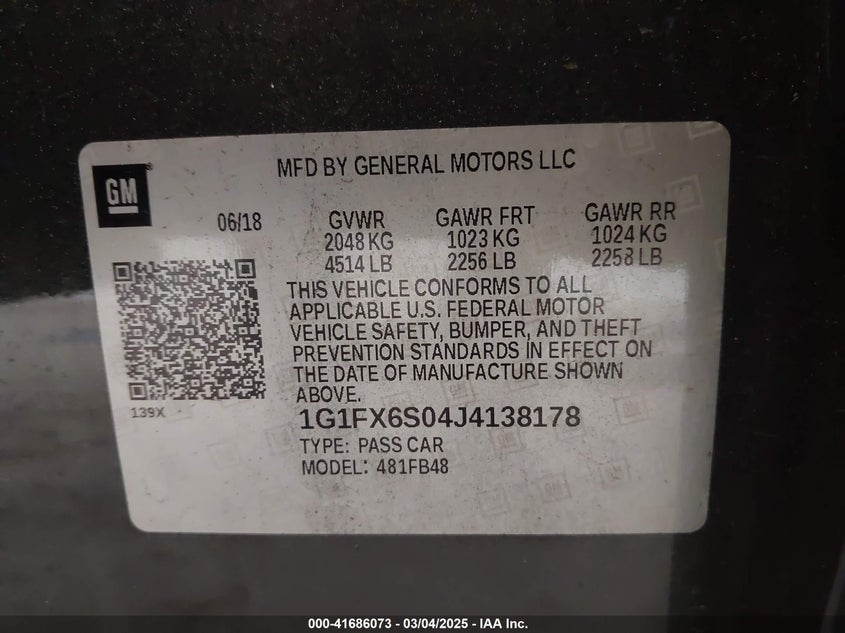 MFD BY GENERAL MOTORS LLC
GM
06/18 GVWR GAWR FRT GAWR RR
2048 KG 1023 KG 1024 KG
4514 LB 2256 LB 2258 LB
THIS VEHICLE CONFORMS TO ALL
APPLICABLE U.S. FEDERAL MOTOR
VEHICLE SAFETY, BUMPER, AND THEFT
PREVENTION STANDARDS IN EFFECT ON
THE DATE OF MANUFACTURE SHOWN
ABOVE.
139X
1G1FX6S04J4138178
TYPE: PASS CAR
MODEL: 481FB48
000-41686073 — 03/04/2025 — IAA Inc.